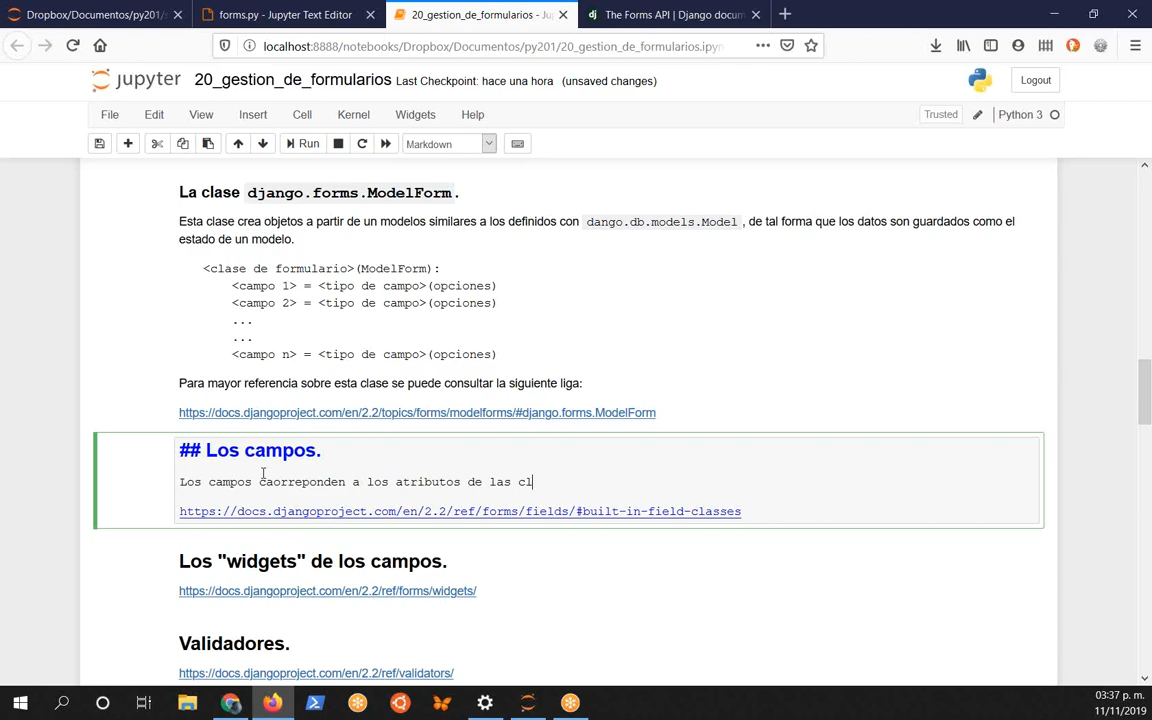 Dropbox/Documentos/py201/
forms.py - Jupyter Text Editor
20_gestion_de_formularios - Ju
The Forms API | Django docum
localhost:8888/notebooks/Dropbox/Documentos/py201/20_gestion_de_formularios.ipyn
jupyter 20_gestion_de_formularios Last Checkpoint: hace una hora (unsaved changes)
Logout
File Edit View Insert Cell Kernel Widgets Help
Trusted Python 3
Run Markdown
La clase django.forms.ModelForm.
Esta clase crea objetos a partir de un modelos similares a los definidos con dango.db.models.Model , de tal forma que los datos son guardados como el
estado de un modelo.
<clase de formulario>(ModelForm):
<campo 1> = <tipo de campo>(opciones)
<campo 2> = <tipo de campo>(opciones)
...
...
<campo n> = <tipo de campo>(opciones)
Para mayor referencia sobre esta clase se puede consultar la siguiente liga:
https://docs.djangoproject.com/en/2.2/topics/forms/modelforms/#django.forms.ModelForm
## Los campos.
Los campos caorreponden a los atributos de las cl
https://docs.djangoproject.com/en/2.2/ref/forms/fields/#built-in-field-classes
Los "widgets" de los campos.
https://docs.djangoproject.com/en/2.2/ref/forms/widgets/
Validadores.
https://docs.djangoproject.com/en/2.2/ref/validators/
03:37 p. m.
11/11/2019